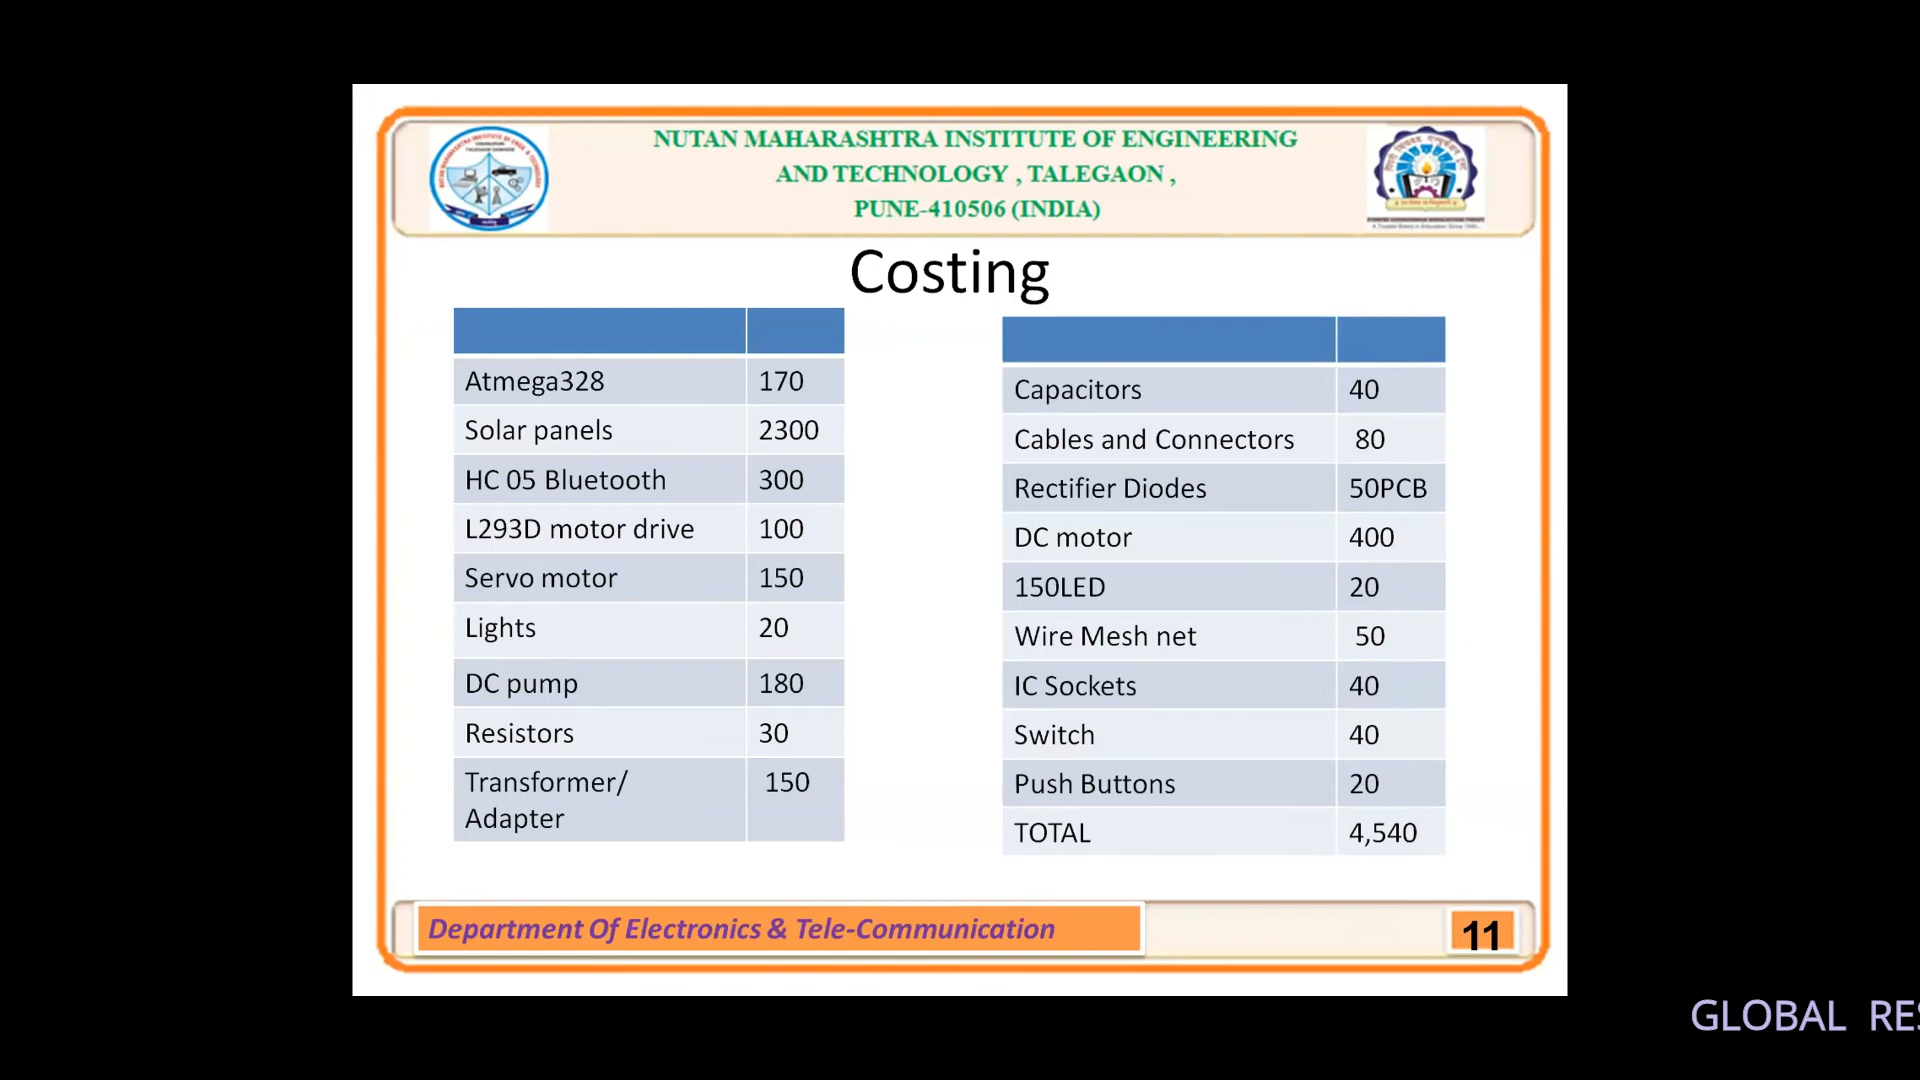 NUTAN MAHARASHTRA INSTITUTE OF ENGINEERING
AND TECHNOLOGY , TALEGAON ,
PUNE-410506 (INDIA)
Costing
Atmega328 170
Solar panels 2300
HC 05 Bluetooth 300
L293D motor drive 100
Servo motor 150
Lights 20
DC pump 180
Resistors 30
Transformer/ 150
Adapter
Capacitors 40
Cables and Connectors 80
Rectifier Diodes 50PCB
DC motor 400
150LED 20
Wire Mesh net 50
IC Sockets 40
Switch 40
Push Buttons 20
TOTAL 4,540
Department Of Electronics & Tele-Communication
11
GLOBAL